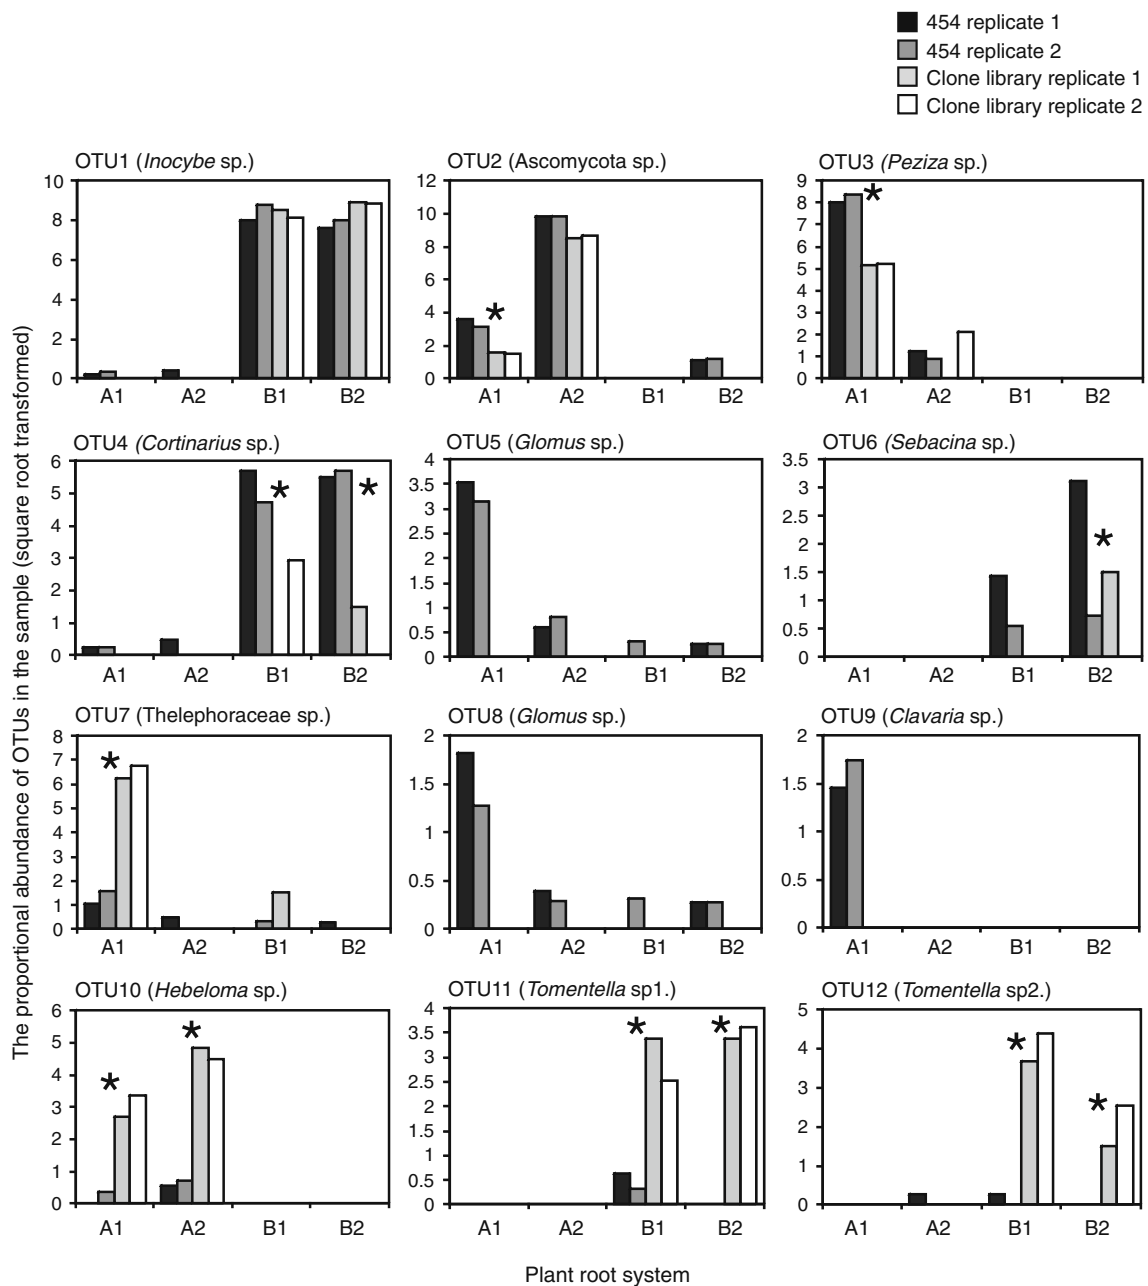 454 replicate 1
454 replicate 2
Clone library replicate 1
Clone library replicate 2
The proportional abundance of OTUs in the sample (square root transformed)
OTU1 (Inocybe sp.)
10
8
6
4
2
0
A1 A2 B1 B2
OTU2 (Ascomycota sp.)
12
10
8
6
4
2
0
A1 A2 B1 B2
OTU3 (Peziza sp.)
9
8
7
6
5
4
3
2
1
0
A1 A2 B1 B2
OTU4 (Cortinarius sp.)
6
5
4
3
2
1
0
A1 A2 B1 B2
OTU5 (Glomus sp.)
4
3.5
3
2.5
2
1.5
1
0.5
0
A1 A2 B1 B2
OTU6 (Sebacina sp.)
3.5
3
2.5
2
1.5
1
0.5
0
A1 A2 B1 B2
OTU7 (Thelephoraceae sp.)
8
7
6
5
4
3
2
1
0
A1 A2 B1 B2
OTU8 (Glomus sp.)
2
1.5
1
0.5
0
A1 A2 B1 B2
OTU9 (Clavaria sp.)
2
1.5
1
0.5
0
A1 A2 B1 B2
OTU10 (Hebeloma sp.)
6
5
4
3
2
1
0
A1 A2 B1 B2
OTU11 (Tomentella sp1.)
4
3.5
3
2.5
2
1.5
1
0.5
0
A1 A2 B1 B2
OTU12 (Tomentella sp2.)
5
4
3
2
1
0
A1 A2 B1 B2
Plant root system